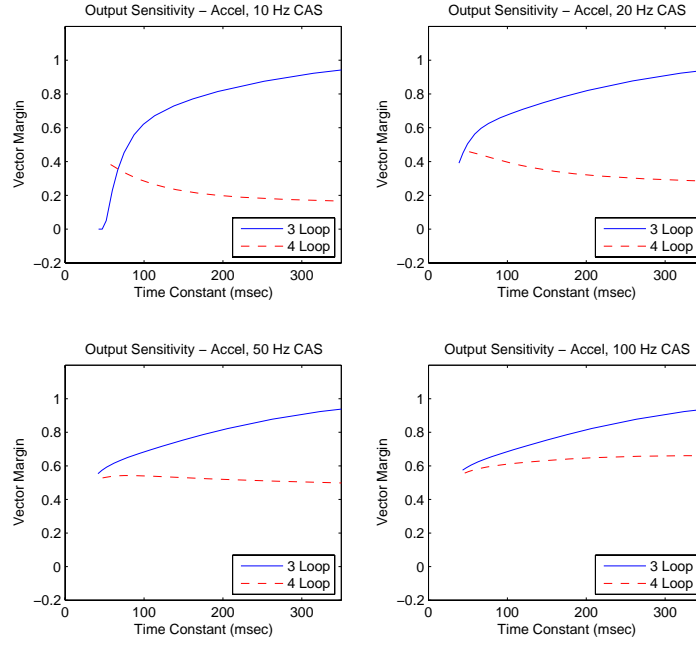 Output Sensitivity – Accel, 10 Hz CAS
1
0.8
0.6
0.4
0.2
0
−0.2
Vector Margin
0
100
200
300
Time Constant (msec)
3 Loop
4 Loop
Output Sensitivity – Accel, 20 Hz CAS
1
0.8
0.6
0.4
0.2
0
−0.2
Vector Margin
0
100
200
300
Time Constant (msec)
3 Loop
4 Loop
Output Sensitivity – Accel, 50 Hz CAS
1
0.8
0.6
0.4
0.2
0
−0.2
Vector Margin
0
100
200
300
Time Constant (msec)
3 Loop
4 Loop
Output Sensitivity – Accel, 100 Hz CAS
1
0.8
0.6
0.4
0.2
0
−0.2
Vector Margin
0
100
200
300
Time Constant (msec)
3 Loop
4 Loop